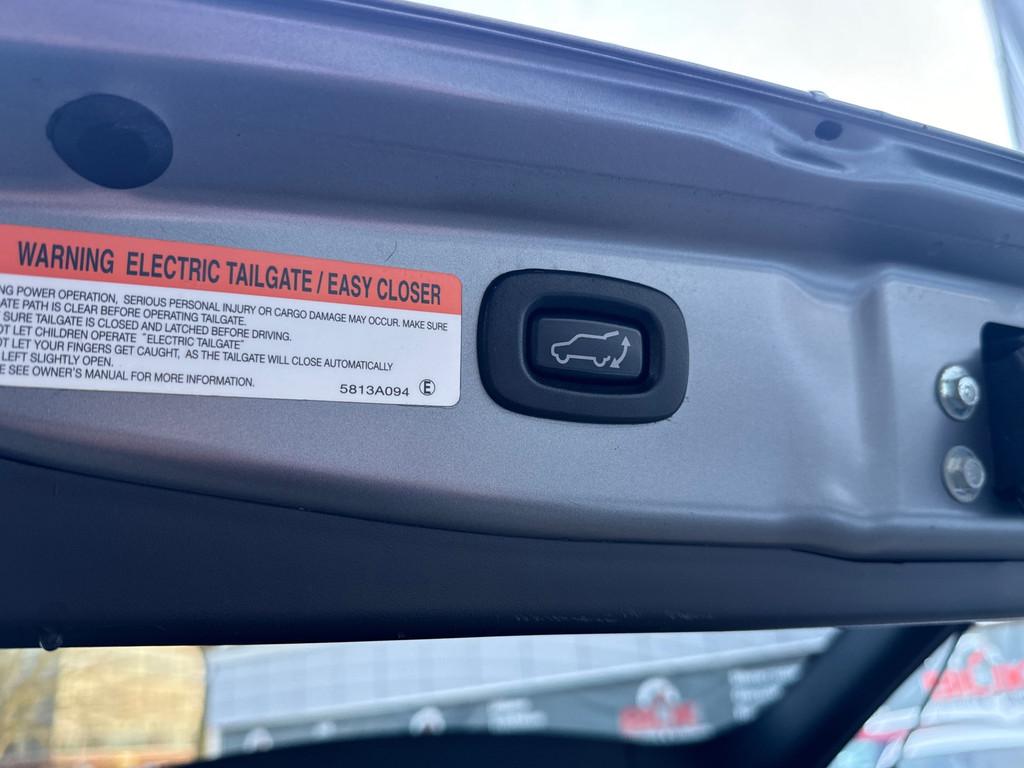 WARNING ELECTRIC TAILGATE / EASY CLOSER
NG POWER OPERATION, SERIOUS PERSONAL INJURY OR CARGO DAMAGE MAY OCCUR. MAKE SURE
ATE PATH IS CLEAR BEFORE OPERATING TAILGATE.
SURE TAILGATE IS CLOSED AND LATCHED BEFORE DRIVING.
OT LET CHILDREN OPERATE "ELECTRIC TAILGATE"
OT LET YOUR FINGERS GET CAUGHT, AS THE TAILGATE WILL CLOSE AUTOMATICALLY
LEFT SLIGHTLY OPEN.
E SEE OWNER'S MANUAL FOR MORE INFORMATION.
5813A094 E